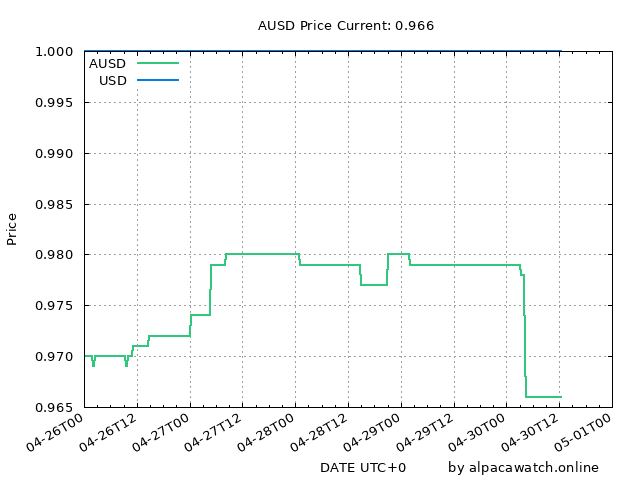 AUSD Price Current: 0.966
1.000
AUSD
USD
0.995
0.990
0.985
0.980
0.975
0.970
0.965
Price
04-26T00
04-26T12
04-27T00
04-27T12
04-28T00
04-28T12
04-29T00
04-29T12
04-30T00
04-30T12
05-01T00
DATE UTC+0 by alpacawatch.online